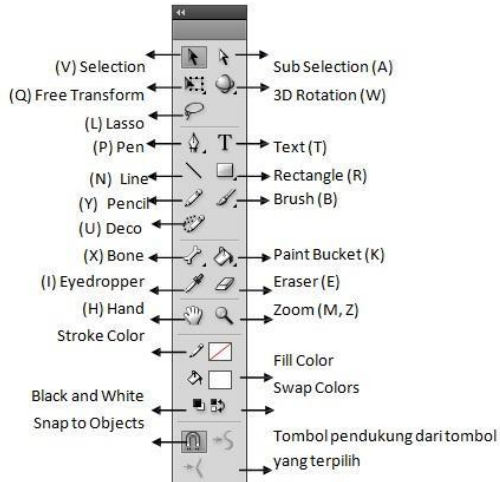 (V) Selection
Sub Selection (A)
(Q) Free Transform
3D Rotation (W)
(L) Lasso
(P) Pen
T
Text (T)
(N) Line
Rectangle (R)
(Y) Pencil
Brush (B)
(U) Deco
(X) Bone
Paint Bucket (K)
(I) Eyedropper
Eraser (E)
(H) Hand
Zoom (M, Z)
Stroke Color
Fill Color
Black and White
Swap Colors
Snap to Objects
Tombol pendukung dari tombol
yang terpilih